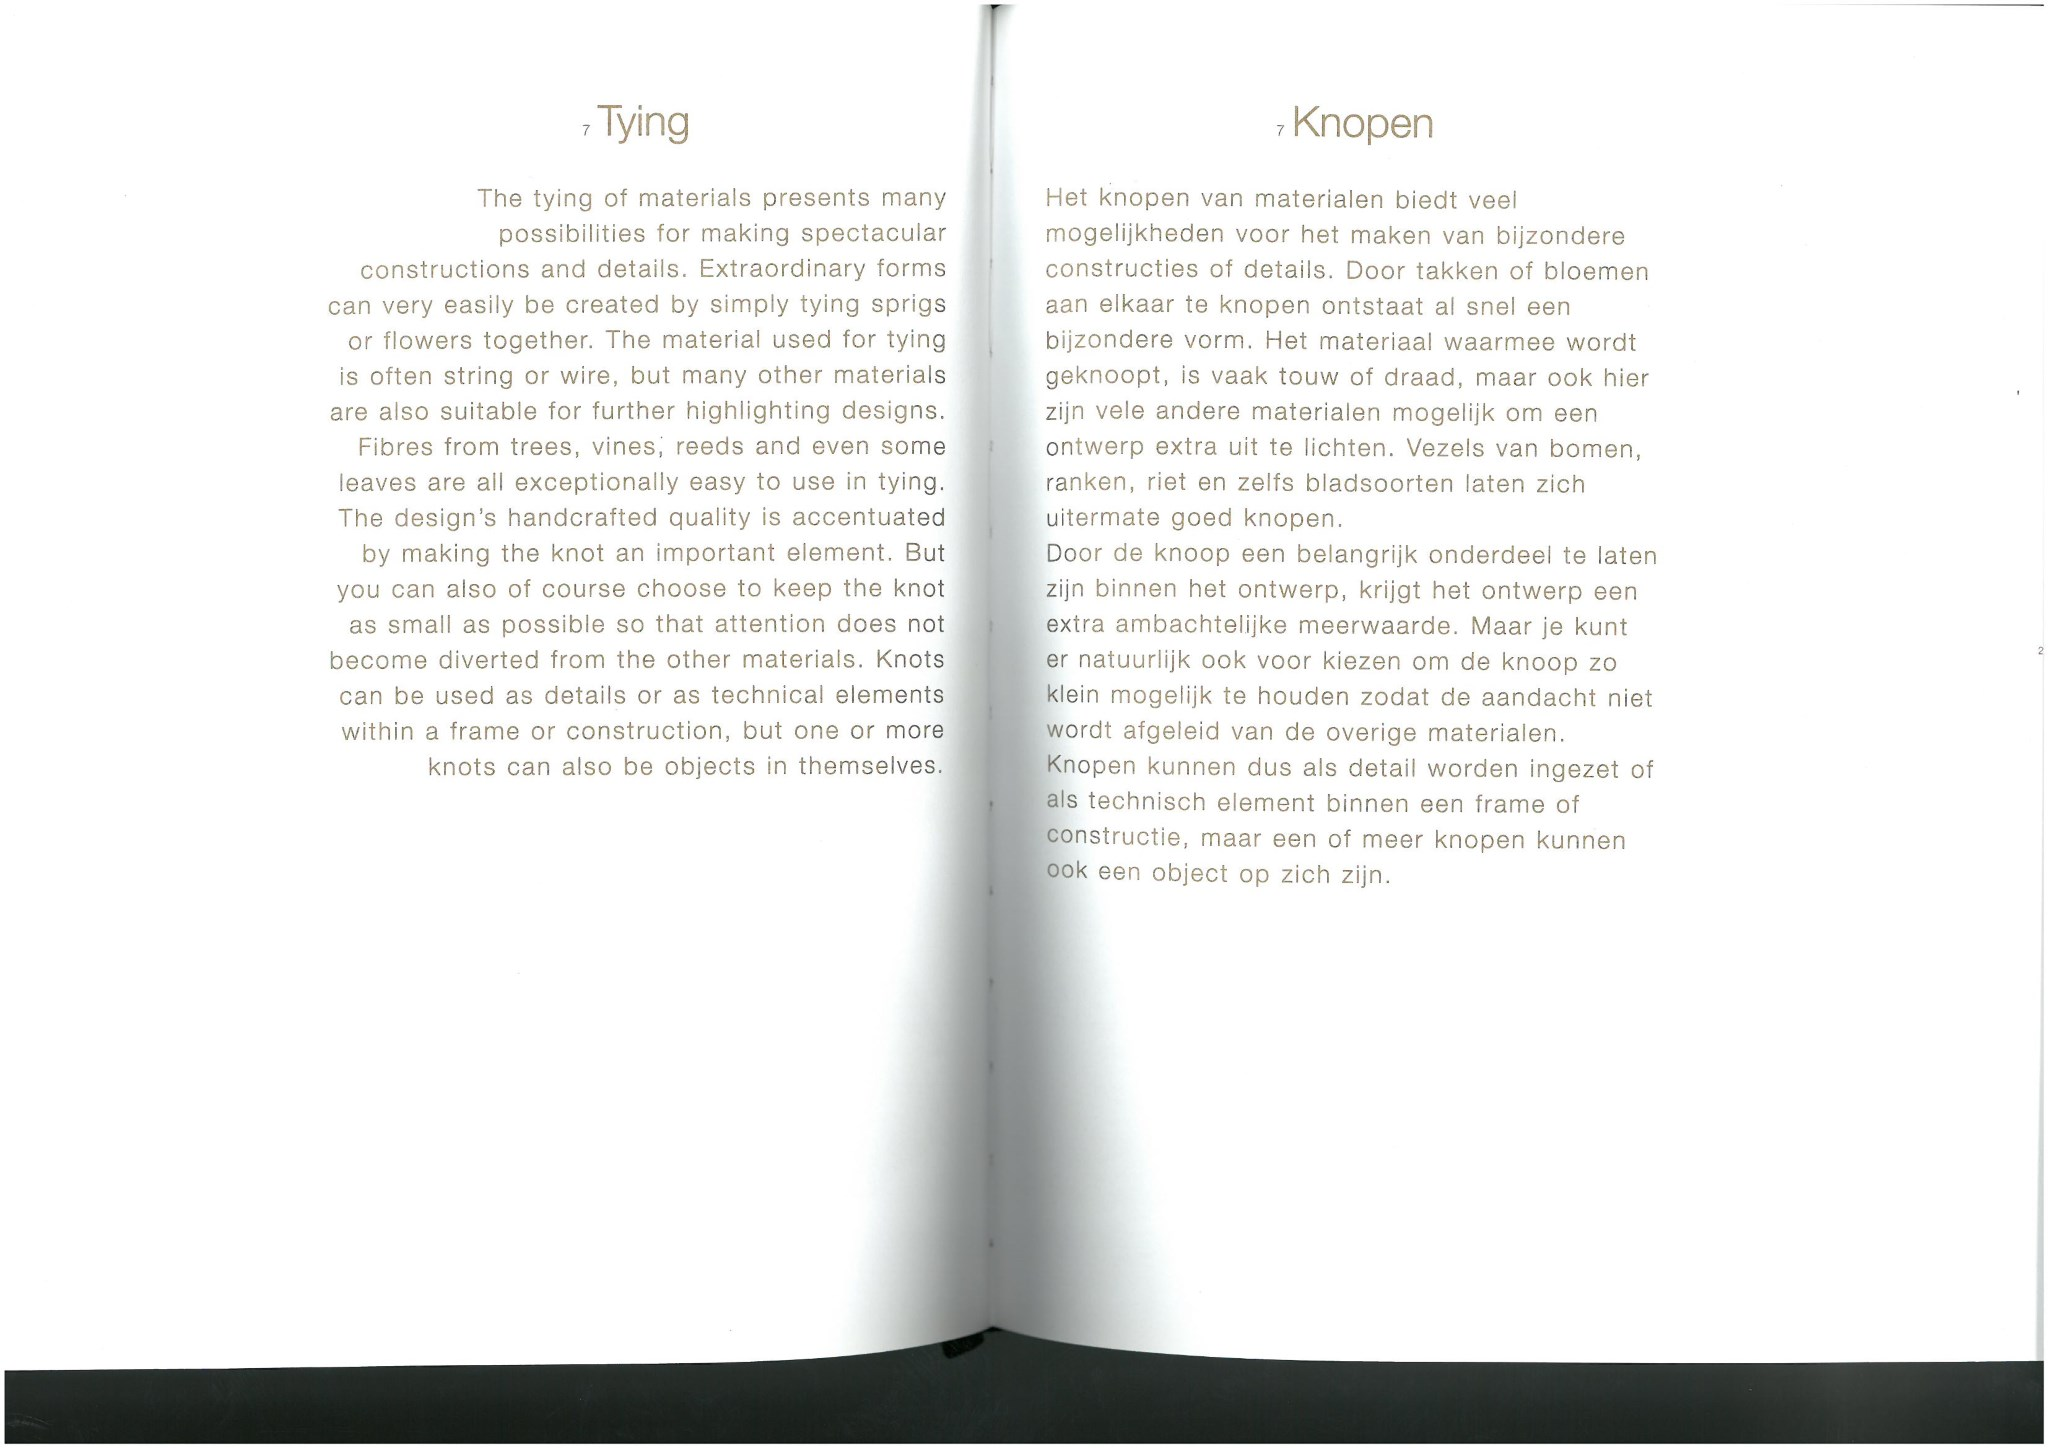 7 Tying
The tying of materials presents many
possibilities for making spectacular
constructions and details. Extraordinary forms
can very easily be created by simply tying sprigs
or flowers together. The material used for tying
is often string or wire, but many other materials
are also suitable for further highlighting designs.
Fibres from trees, vines, reeds and even some
leaves are all exceptionally easy to use in tying.
The design's handcrafted quality is accentuated
by making the knot an important element. But
you can also of course choose to keep the knot
as small as possible so that attention does not
become diverted from the other materials. Knots
can be used as details or as technical elements
within a frame or construction, but one or more
knots can also be objects in themselves.
7 Knopen
Het knopen van materialen biedt veel
mogelijkheden voor het maken van bijzondere
constructies of details. Door takken of bloemen
aan elkaar te knopen ontstaat al snel een
bijzondere vorm. Het materiaal waarmee wordt
geknoopt, is vaak touw of draad, maar ook hier
zijn vele andere materialen mogelijk om een
ontwerp extra uit te lichten. Vezels van bomen,
ranken, riet en zelfs bladsoorten laten zich
uitermate goed knopen.
Door de knoop een belangrijk onderdeel te laten
zijn binnen het ontwerp, krijgt het ontwerp een
extra ambachtelijke meerwaarde. Maar je kunt
er natuurlijk ook voor kiezen om de knoop zo
klein mogelijk te houden zodat de aandacht niet
wordt afgeleid van de overige materialen.
Knopen kunnen dus als detail worden ingezet of
als technisch element binnen een frame of
constructie, maar een of meer knopen kunnen
ook een object op zich zijn.